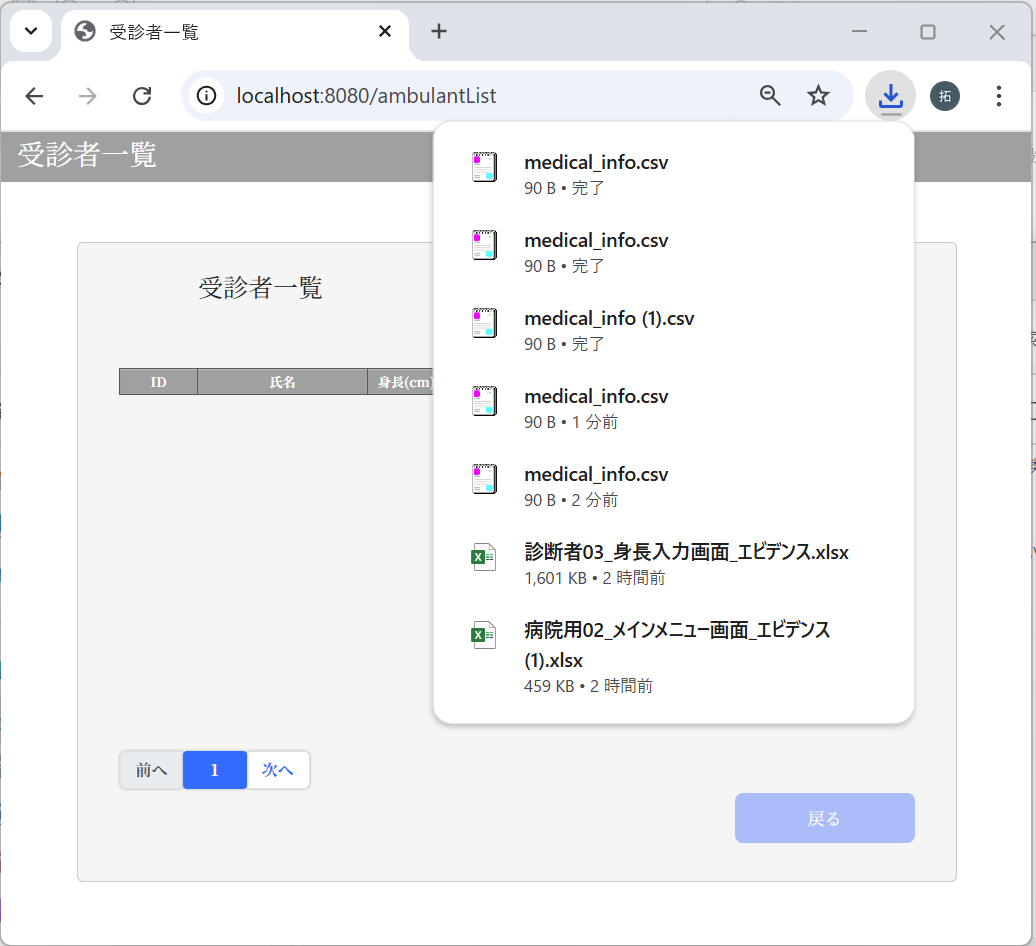 受診者一覧
localhost:8080/ambulantList
拓
受診者一覧
medical_info.csv
90 B • 完了
medical_info.csv
90 B • 完了
medical_info (1).csv
90 B • 完了
medical_info.csv
90 B • 1 分前
medical_info.csv
90 B • 2 分前
診断者03_身長入力画面_エビデンス.xlsx
1,601 KB • 2 時間前
病院用02_メインメニュー画面_エビデンス
(1).xlsx
459 KB • 2 時間前
受診者一覧
ID 氏名 身長(cm)
前へ 1 次へ
戻る